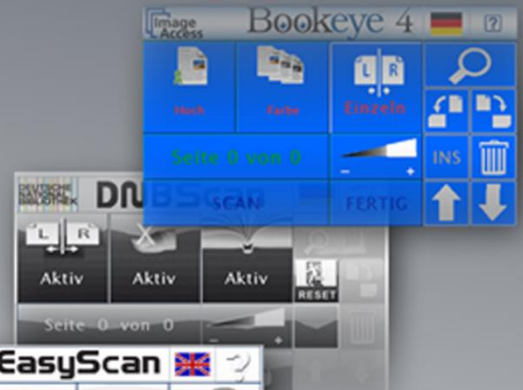 Image
Access
Bookeye 4
?
L R
Hoch
Farbe
Einzeln
Seite 0 von 0
- +
INS
SCAN
FERTIG
DEUTSCHE
NATIONAL
BIBLIOTHEK
DNBScan
L R
Aktiv
Aktiv
Aktiv
RESET
Seite 0 von 0
- +
EasyScan
?